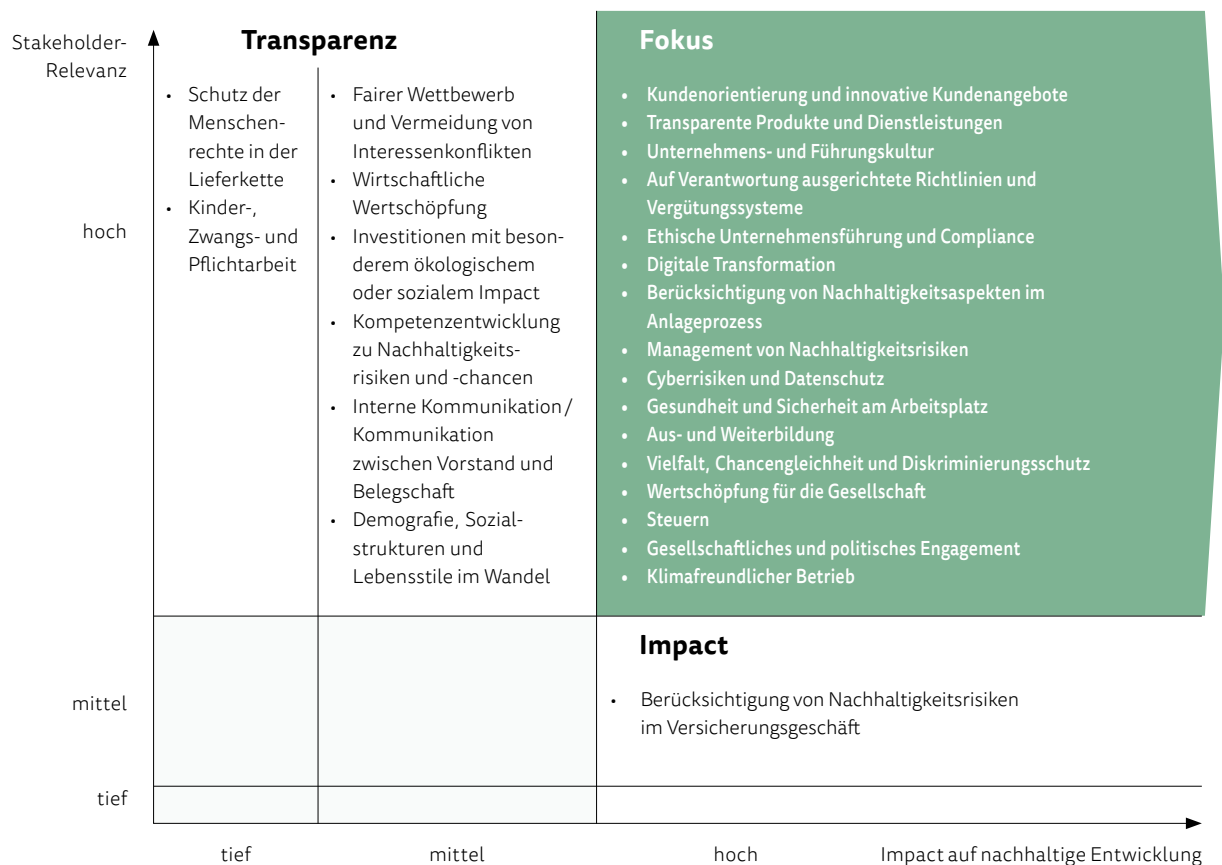 Stakeholder-
Relevanz
Transparenz
Fokus
• Schutz der
Menschen-
rechte in der
Lieferkette
• Kinder-,
Zwangs- und
Pflichtarbeit
• Fairer Wettbewerb
und Vermeidung von
Interessenkonflikten
• Wirtschaftliche
Wertschöpfung
• Investitionen mit beson-
derem ökologischem
oder sozialem Impact
• Kompetenzentwicklung
zu Nachhaltigkeits-
risiken und -chancen
• Interne Kommunikation /
Kommunikation
zwischen Vorstand und
Belegschaft
• Demografie, Sozial-
strukturen und
Lebensstile im Wandel
• Kundenorientierung und innovative Kundenangebote
• Transparente Produkte und Dienstleistungen
• Unternehmens- und Führungskultur
• Auf Verantwortung ausgerichtete Richtlinien und
Vergütungssysteme
• Ethische Unternehmensführung und Compliance
• Digitale Transformation
• Berücksichtigung von Nachhaltigkeitsaspekten im
Anlageprozess
• Management von Nachhaltigkeitsrisiken
• Cyberrisiken und Datenschutz
• Gesundheit und Sicherheit am Arbeitsplatz
• Aus- und Weiterbildung
• Vielfalt, Chancengleichheit und Diskriminierungsschutz
• Wertschöpfung für die Gesellschaft
• Steuern
• Gesellschaftliches und politisches Engagement
• Klimafreundlicher Betrieb
hoch
Impact
• Berücksichtigung von Nachhaltigkeitsrisiken
im Versicherungsgeschäft
mittel
tief
tief
mittel
hoch
Impact auf nachhaltige Entwicklung